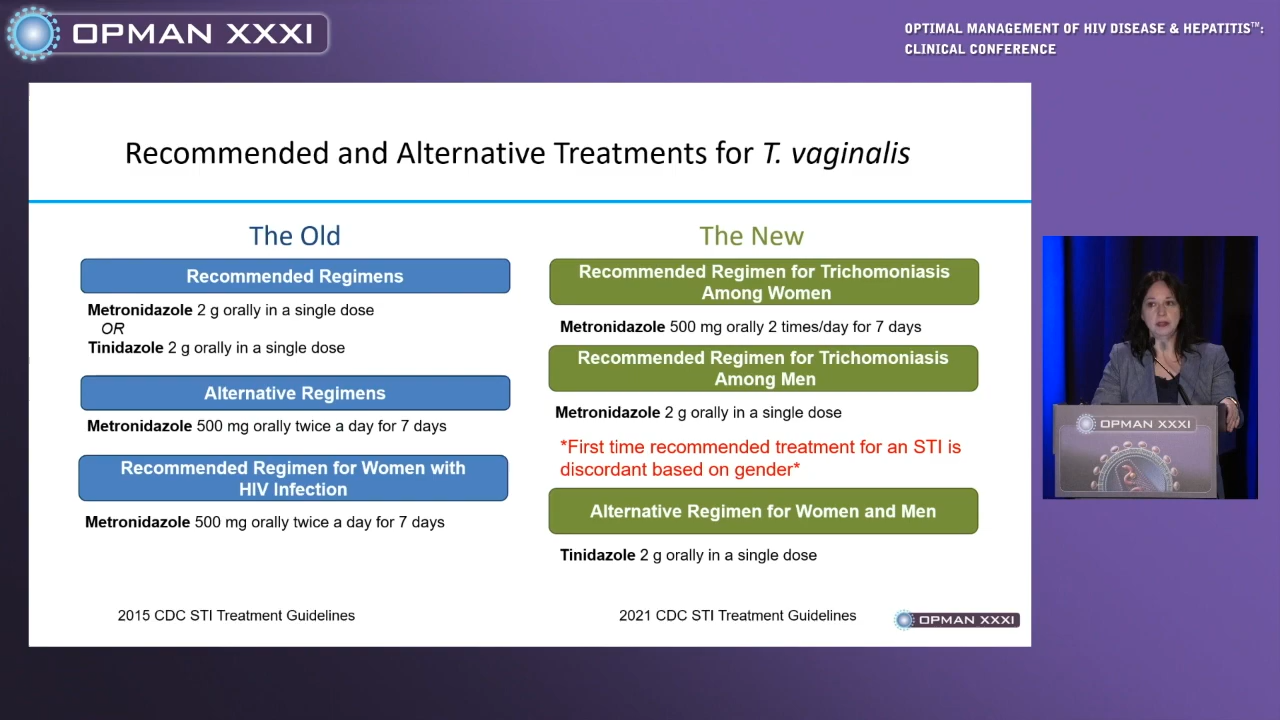 OPMAN XXXI
OPTIMAL MANAGEMENT OF HIV DISEASE & HEPATITIS™:
CLINICAL CONFERENCE
Recommended and Alternative Treatments for T. vaginalis
The Old
Recommended Regimens
Metronidazole 2 g orally in a single dose
OR
Tinidazole 2 g orally in a single dose
Alternative Regimens
Metronidazole 500 mg orally twice a day for 7 days
Recommended Regimen for Women with
HIV Infection
Metronidazole 500 mg orally twice a day for 7 days
2015 CDC STI Treatment Guidelines
The New
Recommended Regimen for Trichomoniasis
Among Women
Metronidazole 500 mg orally 2 times/day for 7 days
Recommended Regimen for Trichomoniasis
Among Men
Metronidazole 2 g orally in a single dose
*First time recommended treatment for an STI is
discordant based on gender*
Alternative Regimen for Women and Men
Tinidazole 2 g orally in a single dose
2021 CDC STI Treatment Guidelines
OPMAN XXXI
OPMAN XXXI